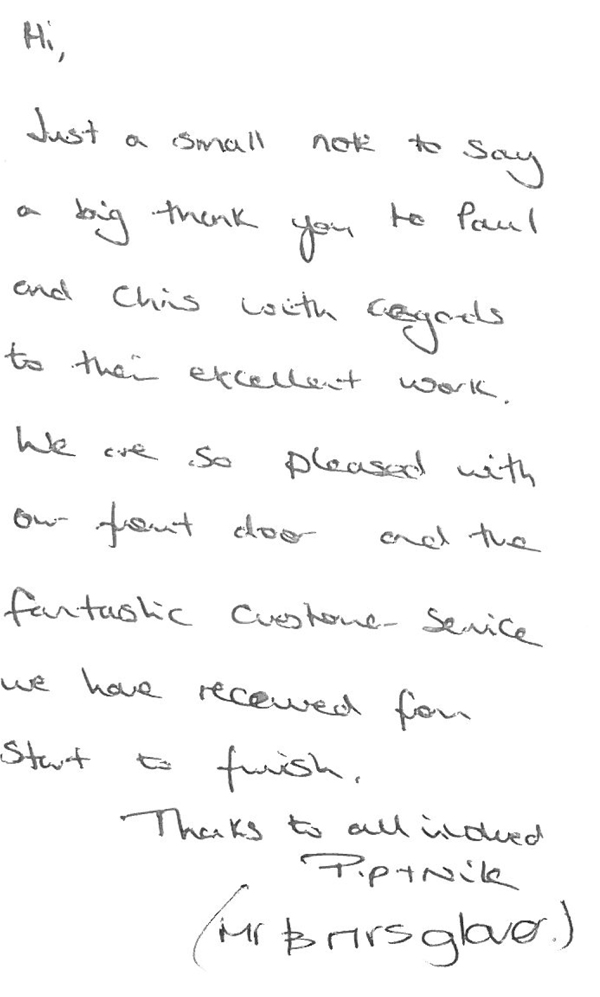 Hi,
Just a small note to say
a big thank you to Paul
and Chris with regards
to their excellent work.
We are so pleased with
our front door and the
fantastic customer service
we have received from
start to finish.
Thanks to all involved
Pip + Nik
(Mr & Mrs glover.)